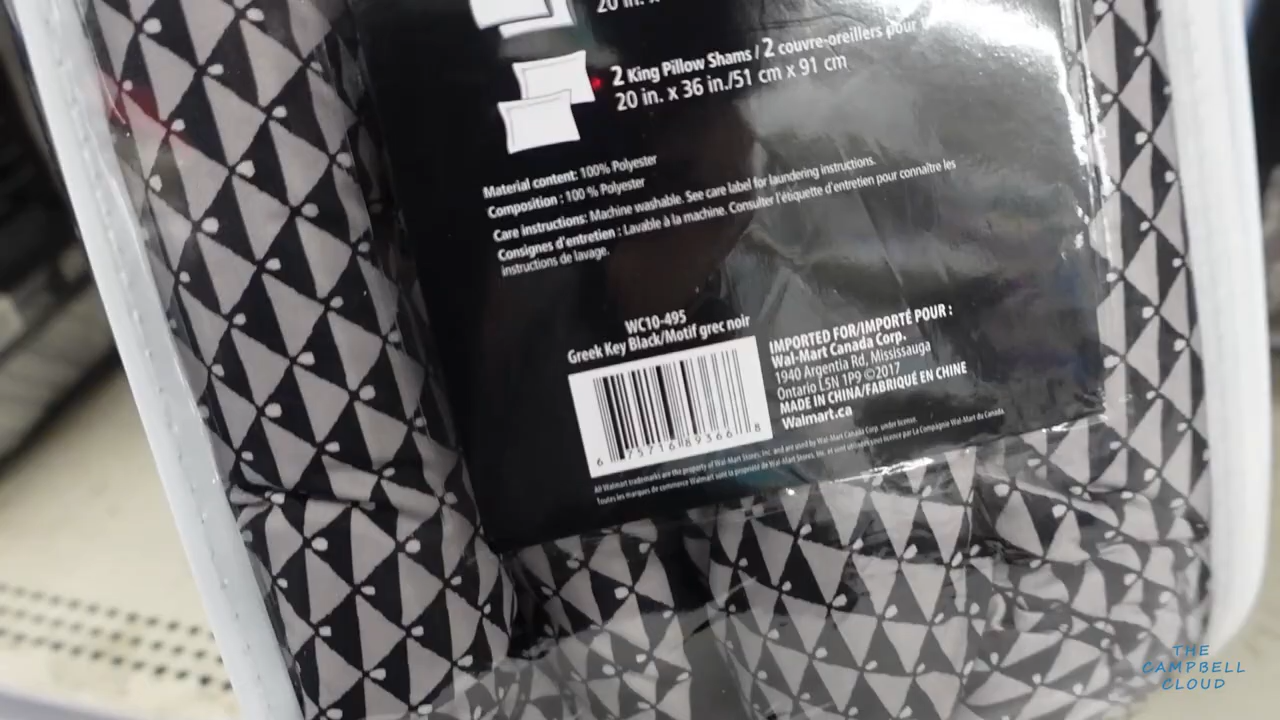 20 in. x
2 King Pillow Shams / 2 couvre-oreillers pour
20 in. x 36 in./51 cm x 91 cm
Material content: 100% Polyester
Composition : 100 % Polyester
Care instructions: Machine washable. See care label for laundering instructions.
Consignes d'entretien : Lavable à la machine. Consulter l'étiquette d'entretien pour connaître les
instructions de lavage.
WC10-495
Greek Key Black/Motif grec noir
6 75716 89366 8
IMPORTED FOR/IMPORTÉ POUR :
Wal-Mart Canada Corp.
1940 Argentia Rd, Mississauga
Ontario L5N 1P9 ©2017
MADE IN CHINA/FABRIQUÉ EN CHINE
Walmart.ca
All Walmart trademarks are the property of Wal-Mart Stores, Inc. and are used by Wal-Mart Canada Corp. under license.
Toutes les marques de commerce Walmart sont la propriété de Wal-Mart Stores, Inc. et sont utilisées sous licence par La Compagnie Wal-Mart du Canada.
THE
CAMPBELL
CLOUD